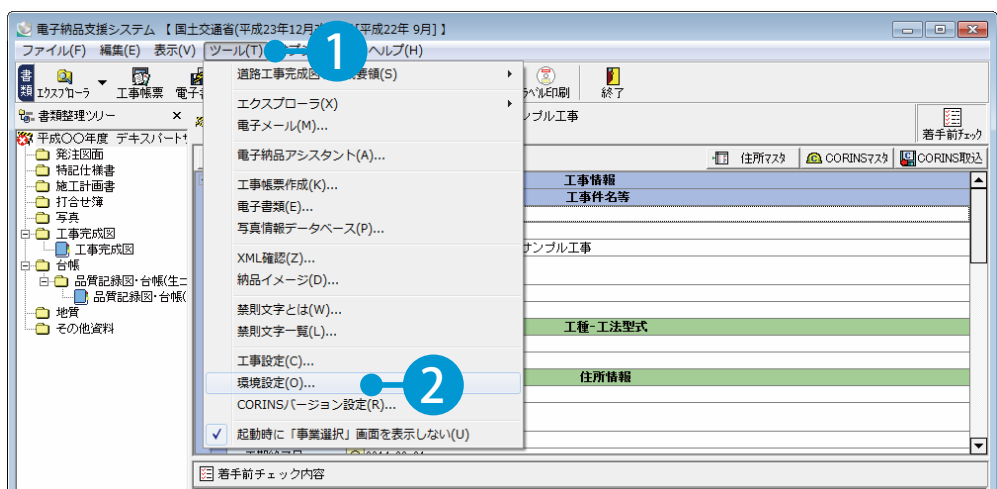 電子納品支援システム 【 国土交通省(平成23年12月 [平成22年 9月] 】
ファイル(F) 編集(E) 表示(V) ツール(T) ヘルプ(H)
1
書類
エクスプローラ 工事帳票 ラベル印刷 終了
書類整理ツリー ×
平成〇〇年度 デキスパート
発注図面
特記仕様書
施工計画書
打合せ簿
写真
工事完成図
工事完成図
台帳
品質記録図・台帳(生コ
品質記録図・台帳(
地質
その他資料
道路工事完成図 要領(S)
エクスプローラ(X)
電子メール(M)...
電子納品アシスタント(A)...
工事帳票作成(K)...
電子書類(E)...
写真情報データベース(P)...
XML確認(Z)...
納品イメージ(D)...
禁則文字とは(W)...
禁則文字一覧(L)...
工事設定(C)...
環境設定(O)...
2
CORINSバージョン設定(R)...
✓ 起動時に「事業選択」画面を表示しない(U)
ンプル工事
着手前チェック
住所マスタ CORINSマスタ CORINS取込
工事情報
工事件名等
サンプル工事
工種-工法型式
住所情報
着手前チェック内容